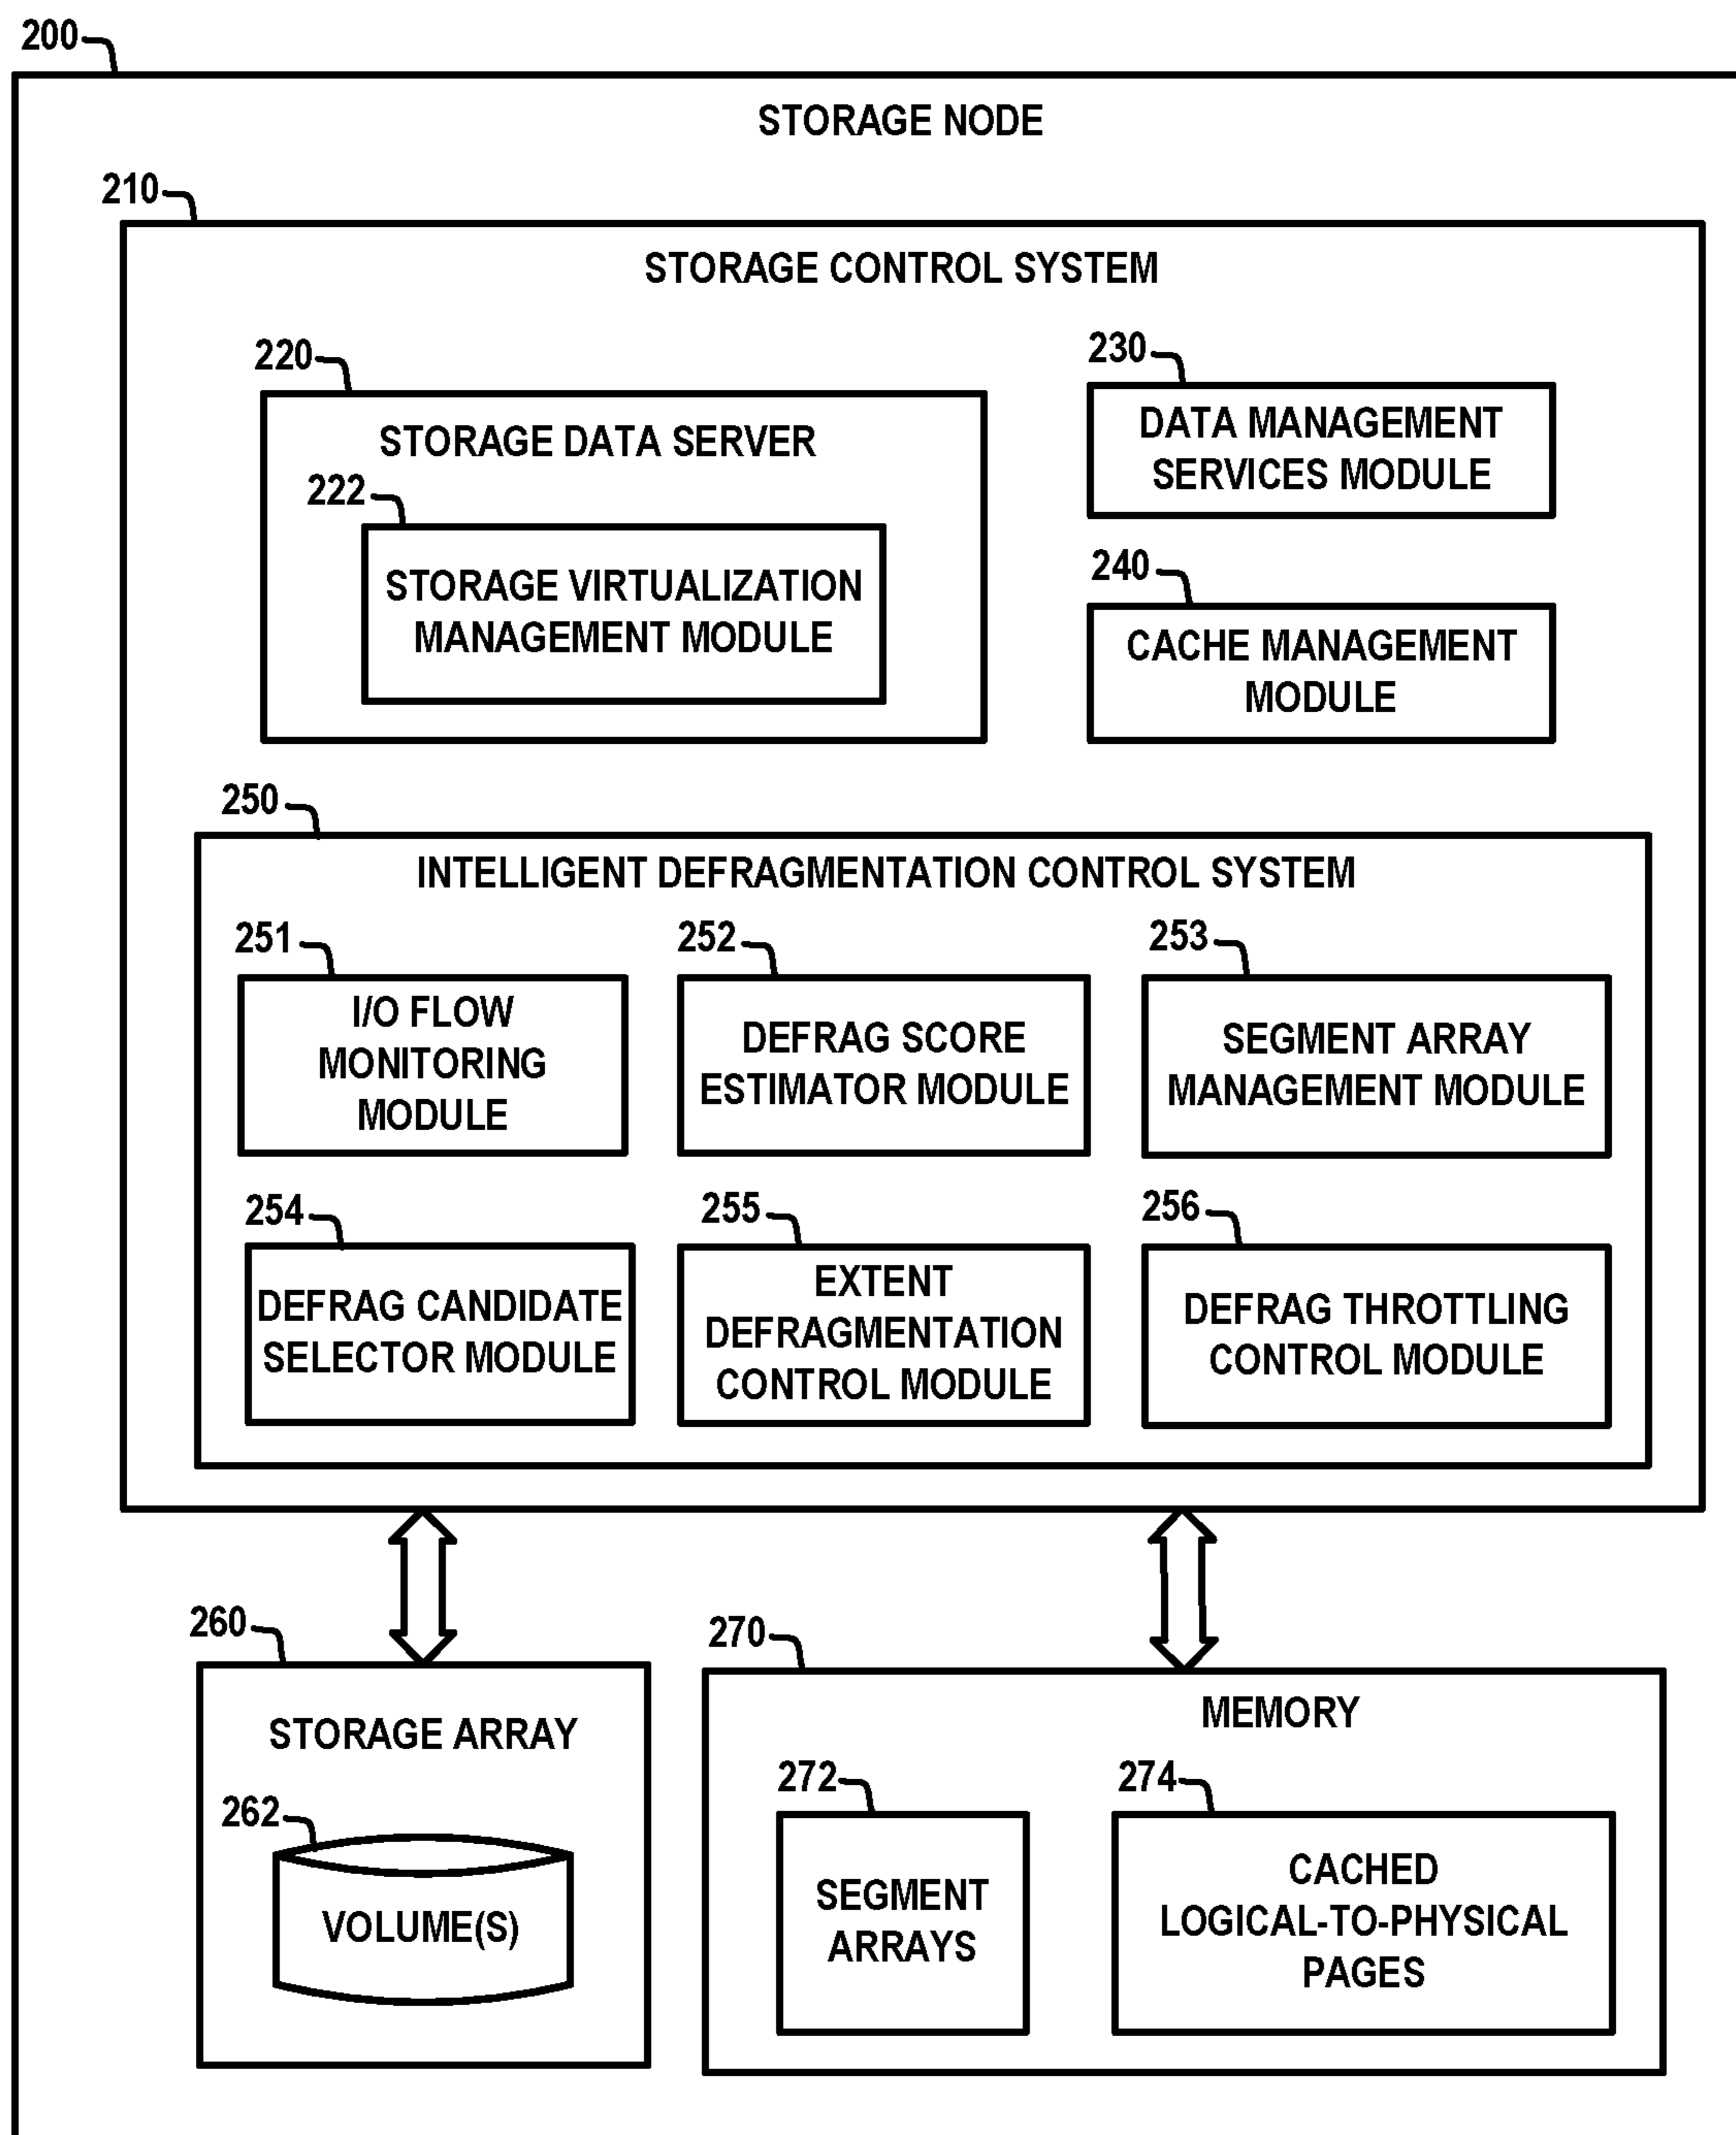 200
STORAGE NODE
210
STORAGE CONTROL SYSTEM
220
STORAGE DATA SERVER
222
STORAGE VIRTUALIZATION
MANAGEMENT MODULE
230
DATA MANAGEMENT
SERVICES MODULE
240
CACHE MANAGEMENT
MODULE
250
INTELLIGENT DEFRAGMENTATION CONTROL SYSTEM
251
I/O FLOW
MONITORING
MODULE
252
DEFRAG SCORE
ESTIMATOR MODULE
253
SEGMENT ARRAY
MANAGEMENT MODULE
254
DEFRAG CANDIDATE
SELECTOR MODULE
255
EXTENT
DEFRAGMENTATION
CONTROL MODULE
256
DEFRAG THROTTLING
CONTROL MODULE
260
STORAGE ARRAY
262
VOLUME(S)
270
MEMORY
272
SEGMENT
ARRAYS
274
CACHED
LOGICAL-TO-PHYSICAL
PAGES